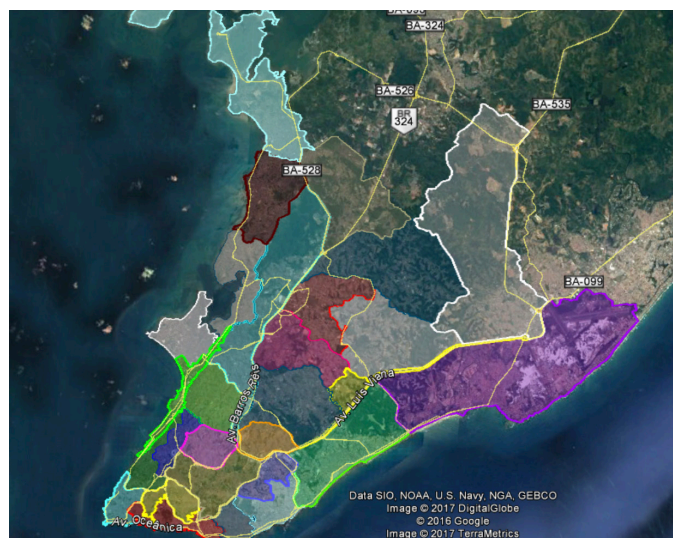 BA-324
BA-526
BA-535
BR
324
BA-528
BA-099
Av. Barros Reis
Av. Luís Viana
Av. Oceânica
Data SIO, NOAA, U.S. Navy, NGA, GEBCO
Image © 2017 DigitalGlobe
© 2016 Google
Image © 2017 TerraMetrics